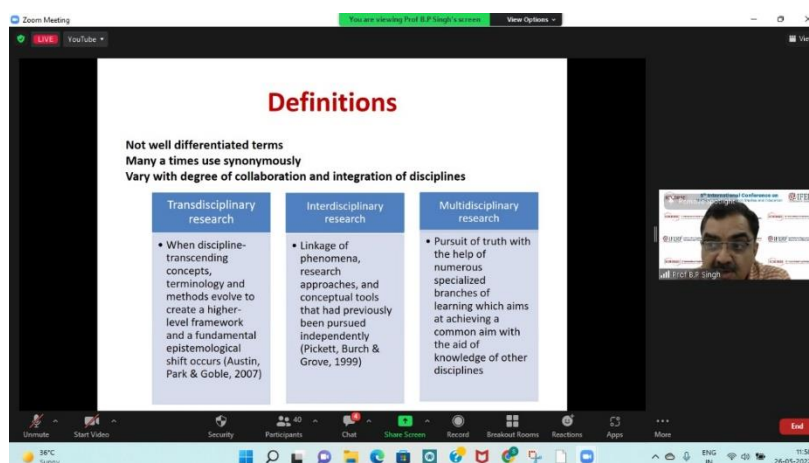 Zoom Meeting
You are viewing Prof B.P Singh's screen
View Options
LIVE
YouTube
Definitions
Not well differentiated terms
Many a times use synonymously
Vary with degree of collaboration and integration of disciplines
Transdisciplinary
research
• When discipline-
transcending
concepts,
terminology and
methods evolve to
create a higher-
level framework
and a fundamental
epistemological
shift occurs (Austin,
Park & Goble, 2007)
Interdisciplinary
research
• Linkage of
phenomena,
research
approaches, and
conceptual tools
that had previously
been pursued
independently
(Pickett, Burch &
Grove, 1999)
Multidisciplinary
research
• Pursuit of truth with
the help of
numerous
specialized
branches of
learning which aims
at achieving a
common aim with
the aid of
knowledge of other
disciplines
International Conference on
Prof B.P Singh
Unmute
Start Video
Security
40
Participants
4
Chat
Share Screen
Record
Breakout Rooms
Reactions
Apps
More
End
36°C
Sunny
ENG
IN